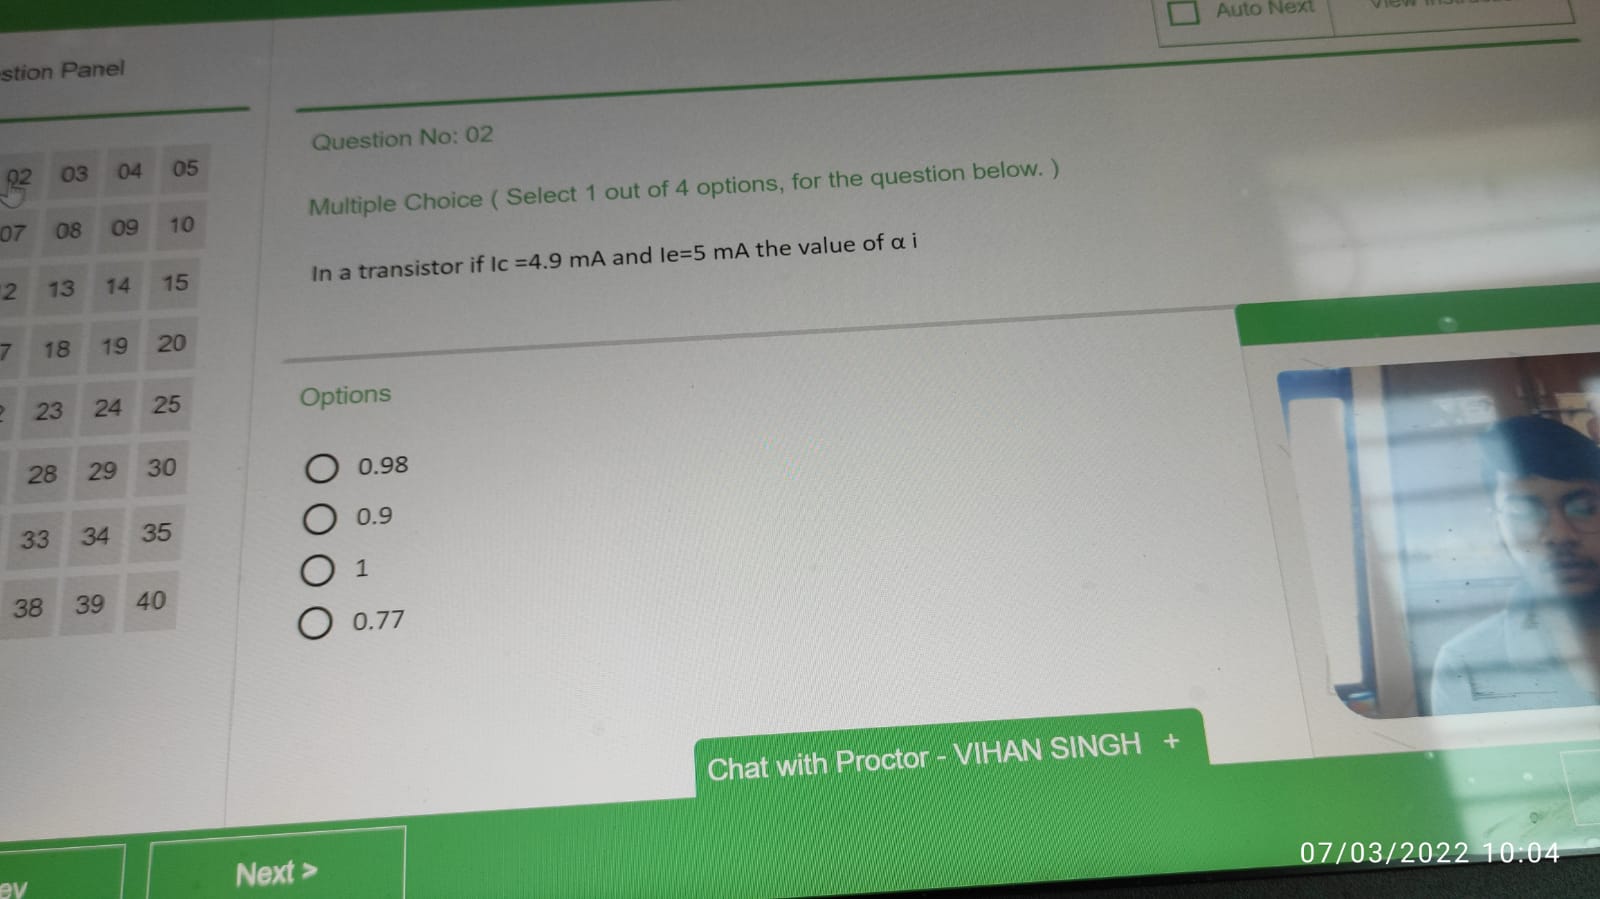 Auto Next
stion Panel
Question No: 02
Multiple Choice ( Select 1 out of 4 options, for the question below. )
In a transistor if Ic =4.9 mA and Ie=5 mA the value of α i
02 03 04 05
07 08 09 10
2 13 14 15
7 18 19 20
23 24 25
28 29 30
33 34 35
38 39 40
Options
0.98
0.9
1
0.77
Chat with Proctor - VIHAN SINGH +
ev
Next >
07/03/2022 10:04